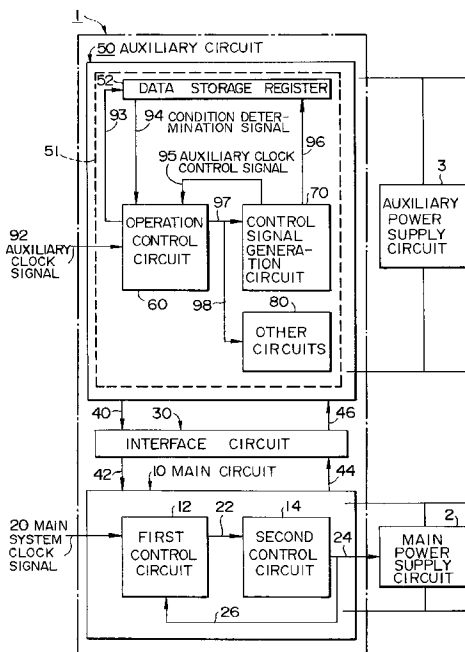 1
50 AUXILIARY CIRCUIT
52
DATA STORAGE REGISTER
93
94 CONDITION DETER-
MINATION SIGNAL
96
51
95 AUXILIARY CLOCK
CONTROL SIGNAL
97
70
3
OPERATION
CONTROL
CIRCUIT
CONTROL
SIGNAL
GENERA-
TION
CIRCUIT
AUXILIARY
POWER
SUPPLY
CIRCUIT
92
AUXILIARY
CLOCK
SIGNAL
60
98
80
OTHER
CIRCUITS
40
30
46
INTERFACE CIRCUIT
42
10 MAIN CIRCUIT
44
12
14
20 MAIN
SYSTEM
CLOCK
SIGNAL
22
24
2
FIRST
CONTROL
CIRCUIT
SECOND
CONTROL
CIRCUIT
MAIN
POWER
SUPPLY
CIRCUIT
26